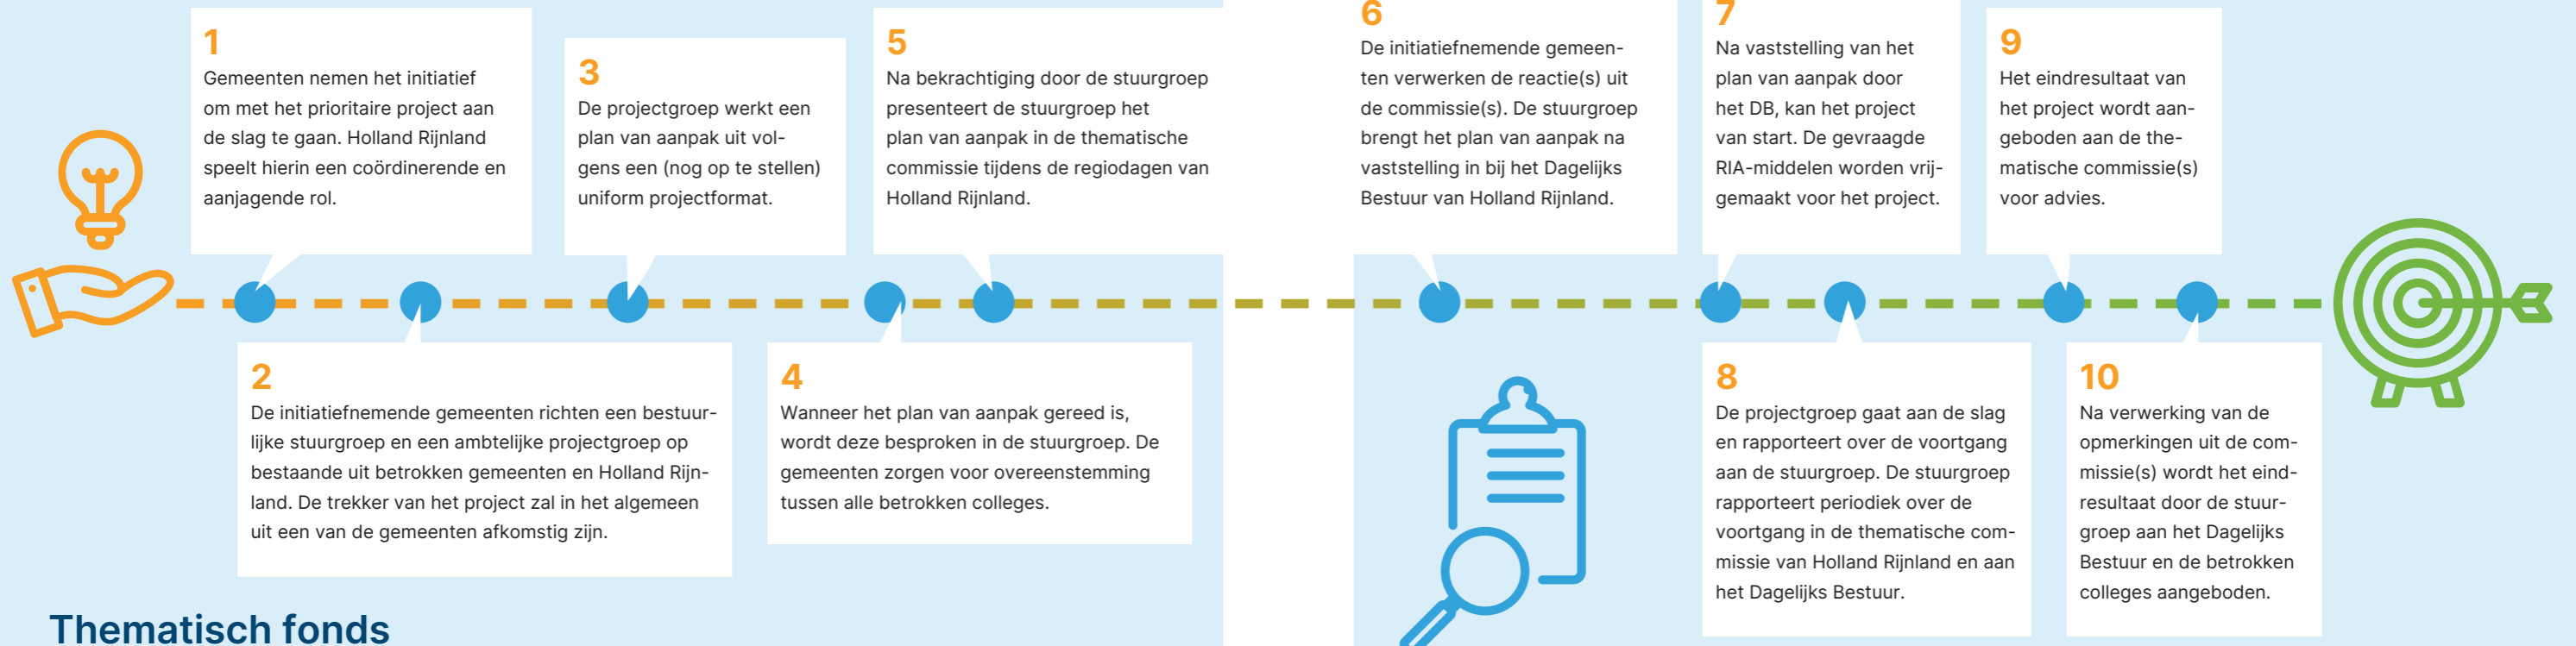 1
Gemeenten nemen het initiatief
om met het prioritaire project aan
de slag te gaan. Holland Rijnland
speelt hierin een coördinerende en
aanjagende rol.
2
De initiatiefnemende gemeenten richten een bestuur-
lijke stuurgroep en een ambtelijke projectgroep op
bestaande uit betrokken gemeenten en Holland Rijn-
land. De trekker van het project zal in het algemeen
uit een van de gemeenten afkomstig zijn.
3
De projectgroep werkt een
plan van aanpak uit vol-
gens een (nog op te stellen)
uniform projectformat.
4
Wanneer het plan van aanpak gereed is,
wordt deze besproken in de stuurgroep. De
gemeenten zorgen voor overeenstemming
tussen alle betrokken colleges.
5
Na bekrachtiging door de stuurgroep
presenteert de stuurgroep het
plan van aanpak in de thematische
commissie tijdens de regiodagen van
Holland Rijnland.
6
De initiatiefnemende gemeen-
ten verwerken de reactie(s) uit
de commissie(s). De stuurgroep
brengt het plan van aanpak na
vaststelling in bij het Dagelijks
Bestuur van Holland Rijnland.
7
Na vaststelling van het
plan van aanpak door
het DB, kan het project
van start. De gevraagde
RIA-middelen worden vrij-
gemaakt voor het project.
8
De projectgroep gaat aan de slag
en rapporteert over de voortgang
aan de stuurgroep. De stuurgroep
rapporteert periodiek over de
voortgang in de thematische com-
missie van Holland Rijnland en aan
het Dagelijks Bestuur.
9
Het eindresultaat van
het project wordt aan-
geboden aan de the-
matische commissie(s)
voor advies.
10
Na verwerking van de
opmerkingen uit de com-
missie(s) wordt het eind-
resultaat door de stuur-
groep aan het Dagelijks
Bestuur en de betrokken
colleges aangeboden.
Thematisch fonds